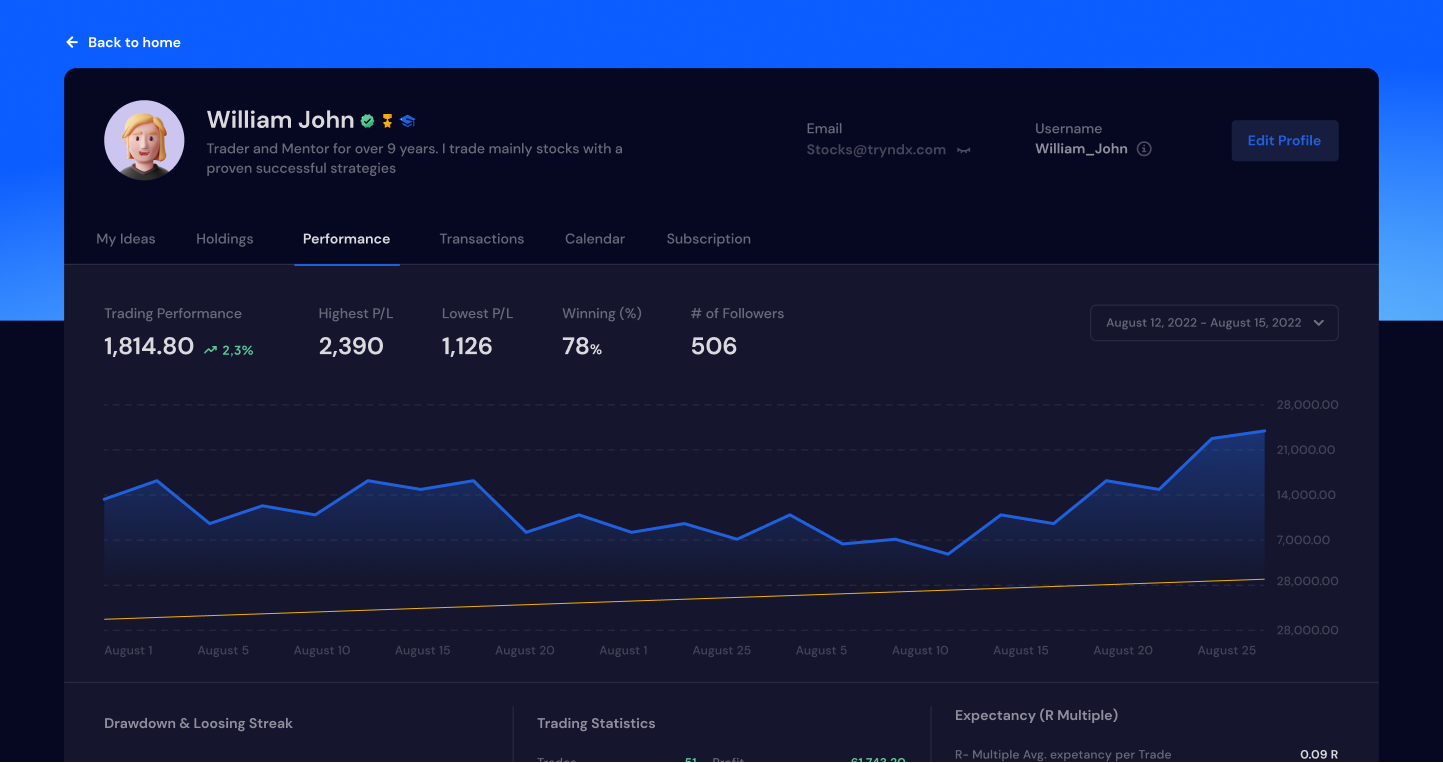 Back to home
William John
Trader and Mentor for over 9 years. I trade mainly stocks with a
proven successful strategies
Email
Stocks@tryndx.com
Username
William_John
Edit Profile
My Ideas
Holdings
Performance
Transactions
Calendar
Subscription
Trading Performance
1,814.80 2,3%
Highest P/L
2,390
Lowest P/L
1,126
Winning (%)
78%
# of Followers
506
August 12, 2022 - August 15, 2022
28,000.00
21,000.00
14,000.00
7,000.00
28,000.00
28,000.00
August 1
August 5
August 10
August 15
August 20
August 1
August 25
August 5
August 10
August 15
August 20
August 25
Drawdown & Loosing Streak
Trading Statistics
Trades 51
Profit 61,743.20
Expectancy (R Multiple)
R- Multiple Avg. expetancy per Trade 0.09 R